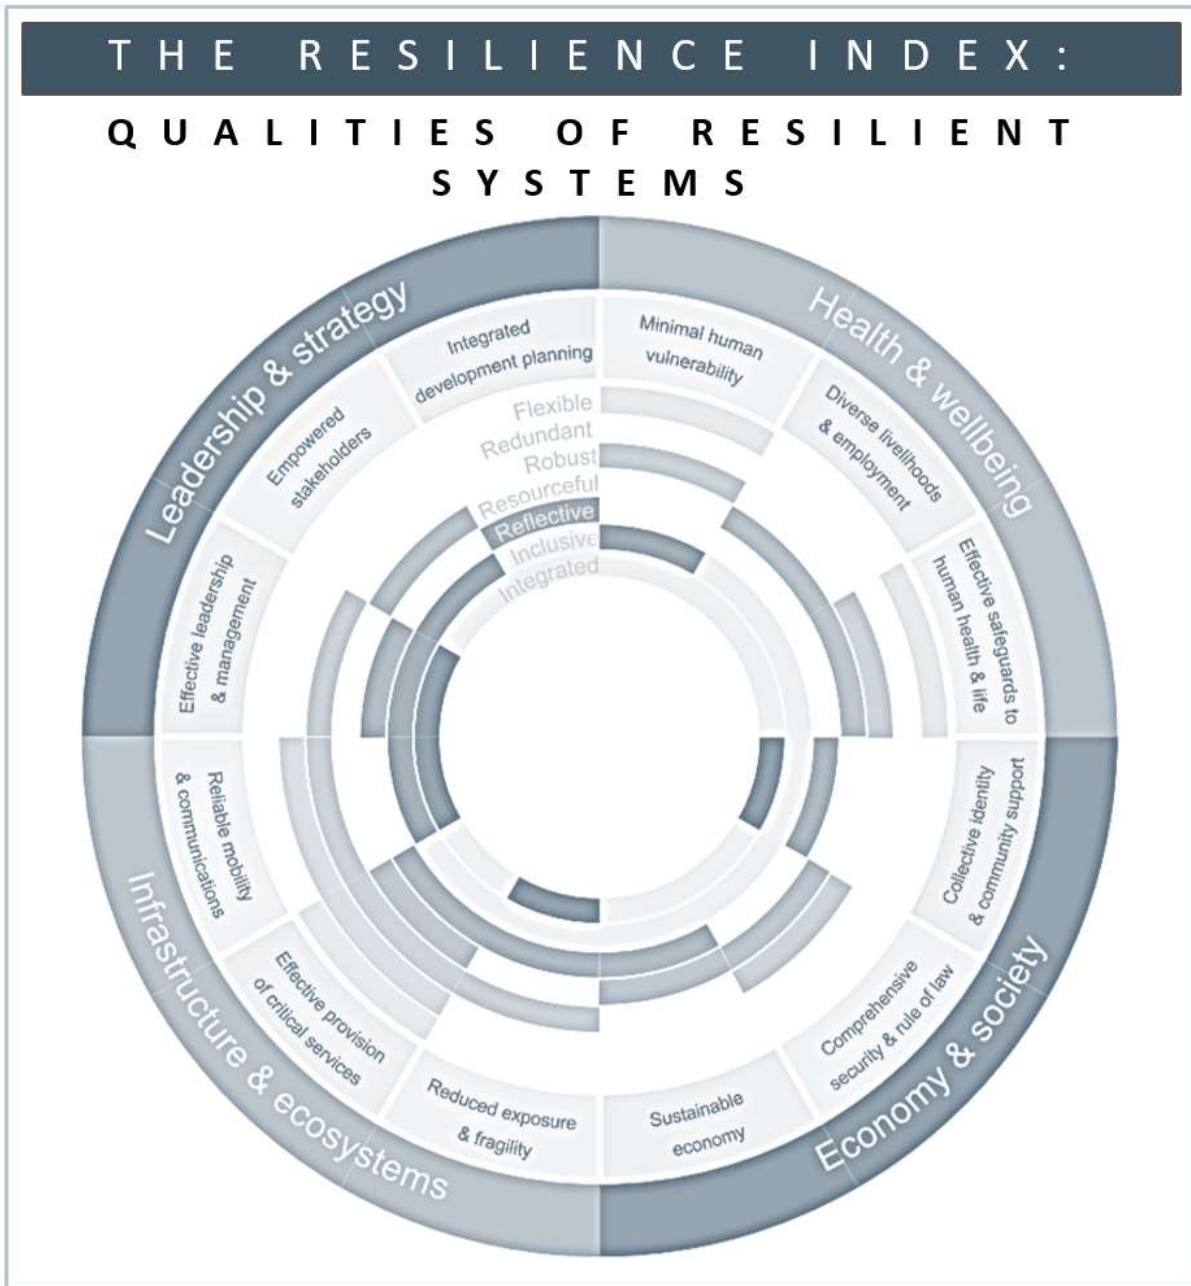 THE RESILIENCE INDEX:
QUALITIES OF RESILIENT
SYSTEMS
Leadership & strategy
Health & wellbeing
Economy & society
Infrastructure & ecosystems
Integrated
development planning
Minimal human
vulnerability
Diverse livelihoods
& employment
Effective safeguards to
human health & life
Collective identity
& community support
Comprehensive
security & rule of law
Sustainable
economy
Reduced exposure
& fragility
Effective provision
of critical services
Reliable mobility
& communications
Effective leadership
& management
Empowered
stakeholders
Flexible
Redundant
Robust
Resourceful
Reflective
Inclusive
Integrated